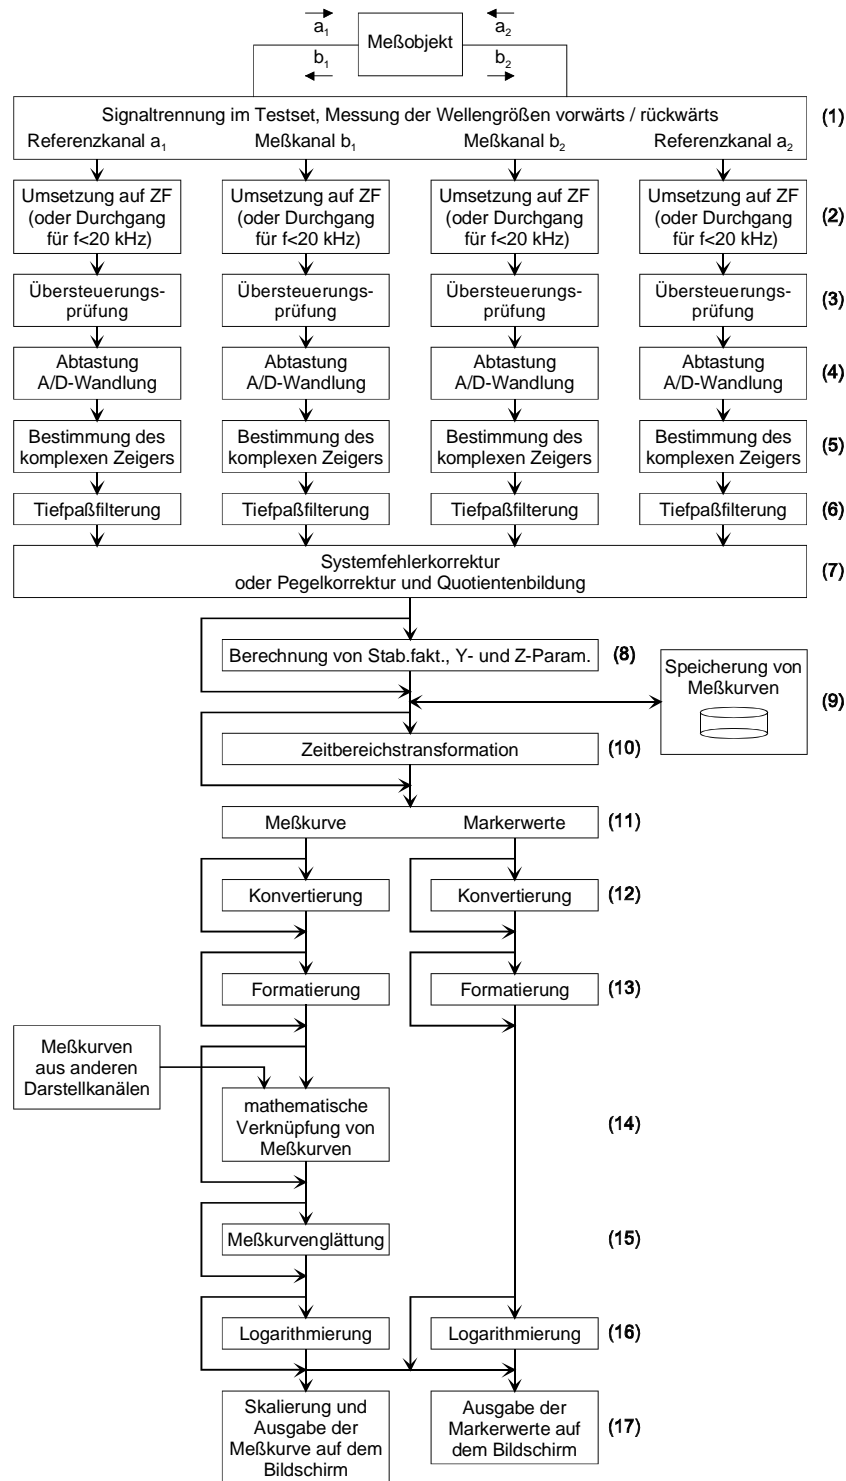 a1 Meßobjekt a2
b1 b2
Signaltrennung im Testset, Messung der Wellengrößen vorwärts / rückwärts (1)
Referenzkanal a1 Meßkanal b1 Meßkanal b2 Referenzkanal a2
Umsetzung auf ZF Umsetzung auf ZF Umsetzung auf ZF Umsetzung auf ZF
(oder Durchgang (oder Durchgang (oder Durchgang (oder Durchgang (2)
für f<20 kHz) für f<20 kHz) für f<20 kHz) für f<20 kHz)
Übersteuerungs- Übersteuerungs- Übersteuerungs- Übersteuerungs- (3)
prüfung prüfung prüfung prüfung
Abtastung Abtastung Abtastung Abtastung (4)
A/D-Wandlung A/D-Wandlung A/D-Wandlung A/D-Wandlung
Bestimmung des Bestimmung des Bestimmung des Bestimmung des (5)
komplexen Zeigers komplexen Zeigers komplexen Zeigers komplexen Zeigers
Tiefpaßfilterung Tiefpaßfilterung Tiefpaßfilterung Tiefpaßfilterung (6)
Systemfehlerkorrektur (7)
oder Pegelkorrektur und Quotientenbildung
Berechnung von Stab.fakt., Y- und Z-Param. (8)
Speicherung von
Meßkurven (9)
Zeitbereichstransformation (10)
Meßkurve Markerwerte (11)
Konvertierung Konvertierung (12)
Formatierung Formatierung (13)
Meßkurven
aus anderen
Darstellkanälen
mathematische
Verknüpfung von (14)
Meßkurven
Meßkurvenglättung (15)
Logarithmierung Logarithmierung (16)
Skalierung und Ausgabe der
Ausgabe der Markerwerte auf (17)
Meßkurve auf dem dem Bildschirm
Bildschirm